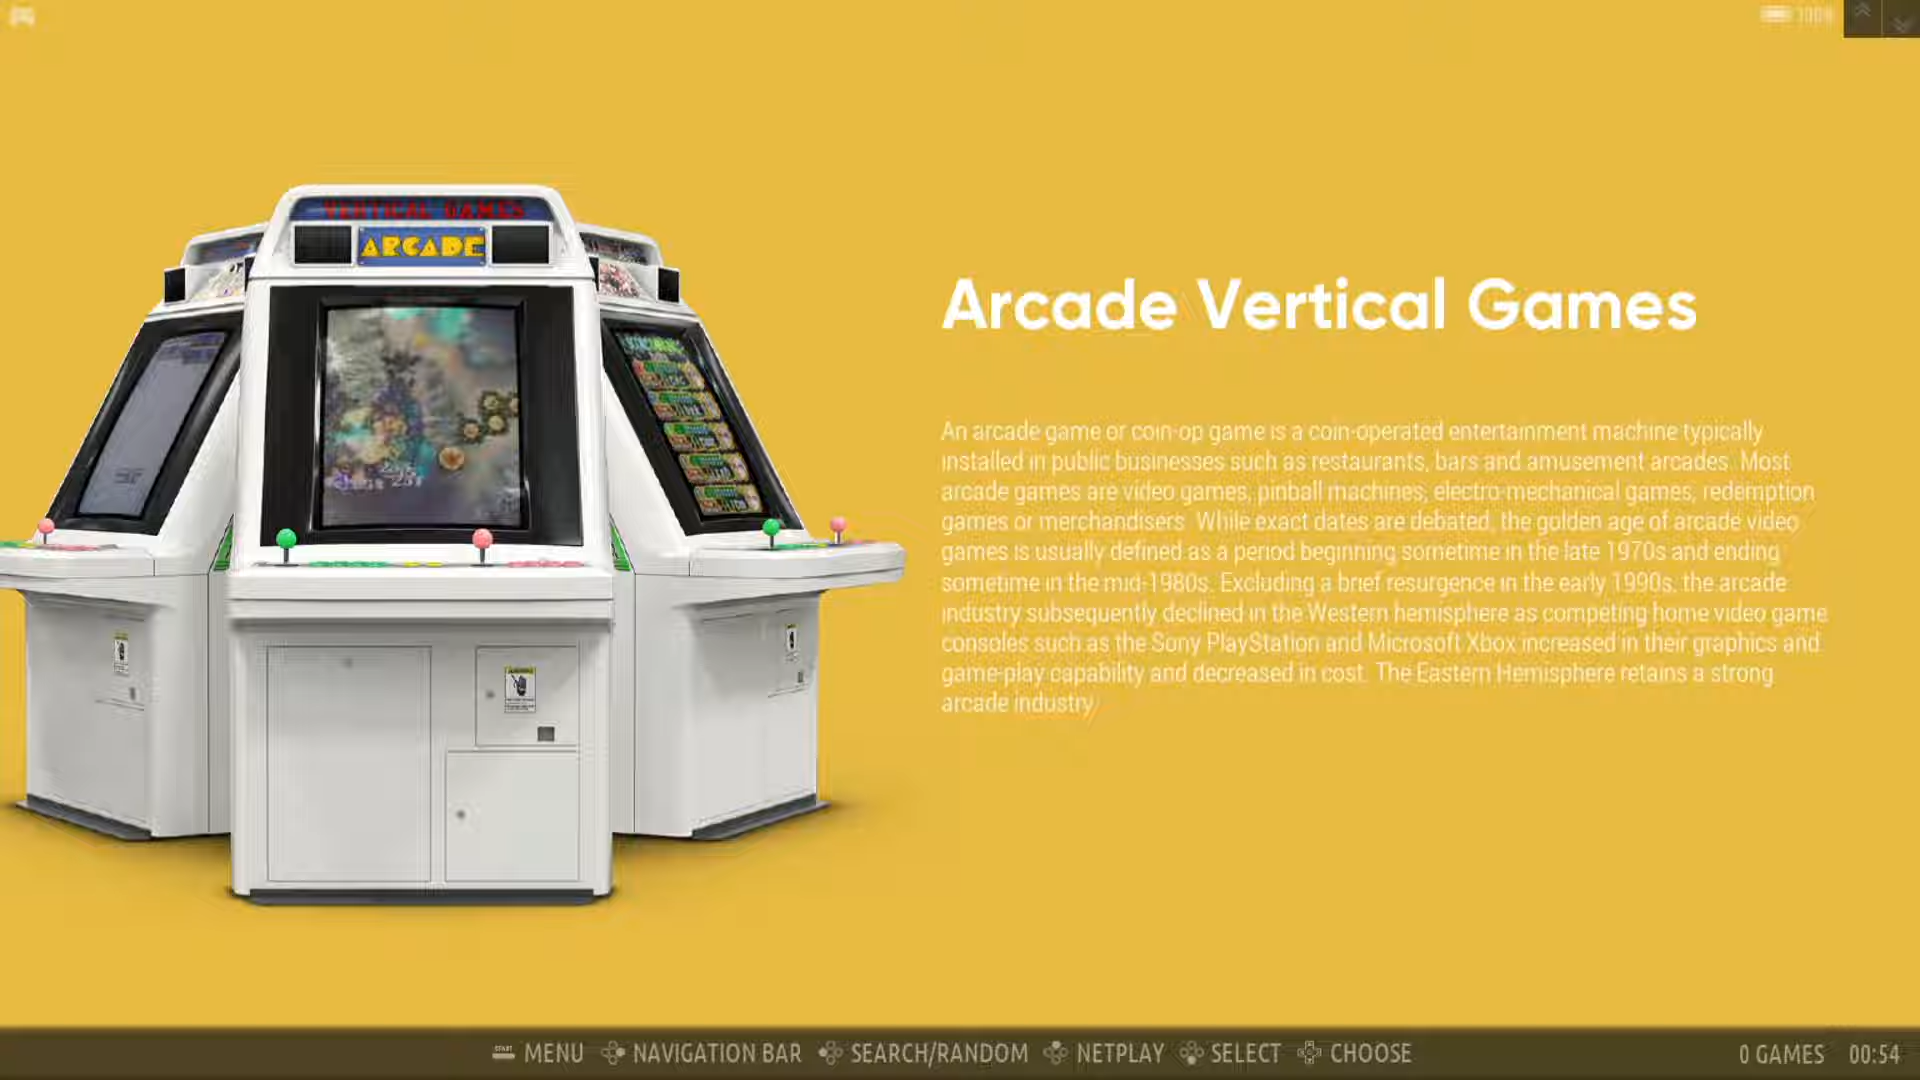 100%
VERTICAL GAMES
ARCADE
Arcade Vertical Games
An arcade game or coin-op game is a coin-operated entertainment machine typically
installed in public businesses such as restaurants, bars and amusement arcades. Most
arcade games are video games, pinball machines, electro-mechanical games, redemption
games or merchandisers. While exact dates are debated, the golden age of arcade video
games is usually defined as a period beginning sometime in the late 1970s and ending
sometime in the mid-1980s. Excluding a brief resurgence in the early 1990s, the arcade
industry subsequently declined in the Western hemisphere as competing home video game
consoles such as the Sony PlayStation and Microsoft Xbox increased in their graphics and
game-play capability and decreased in cost. The Eastern Hemisphere retains a strong
arcade industry
START MENU NAVIGATION BAR SEARCH/RANDOM NETPLAY SELECT CHOOSE
0 GAMES 00:54